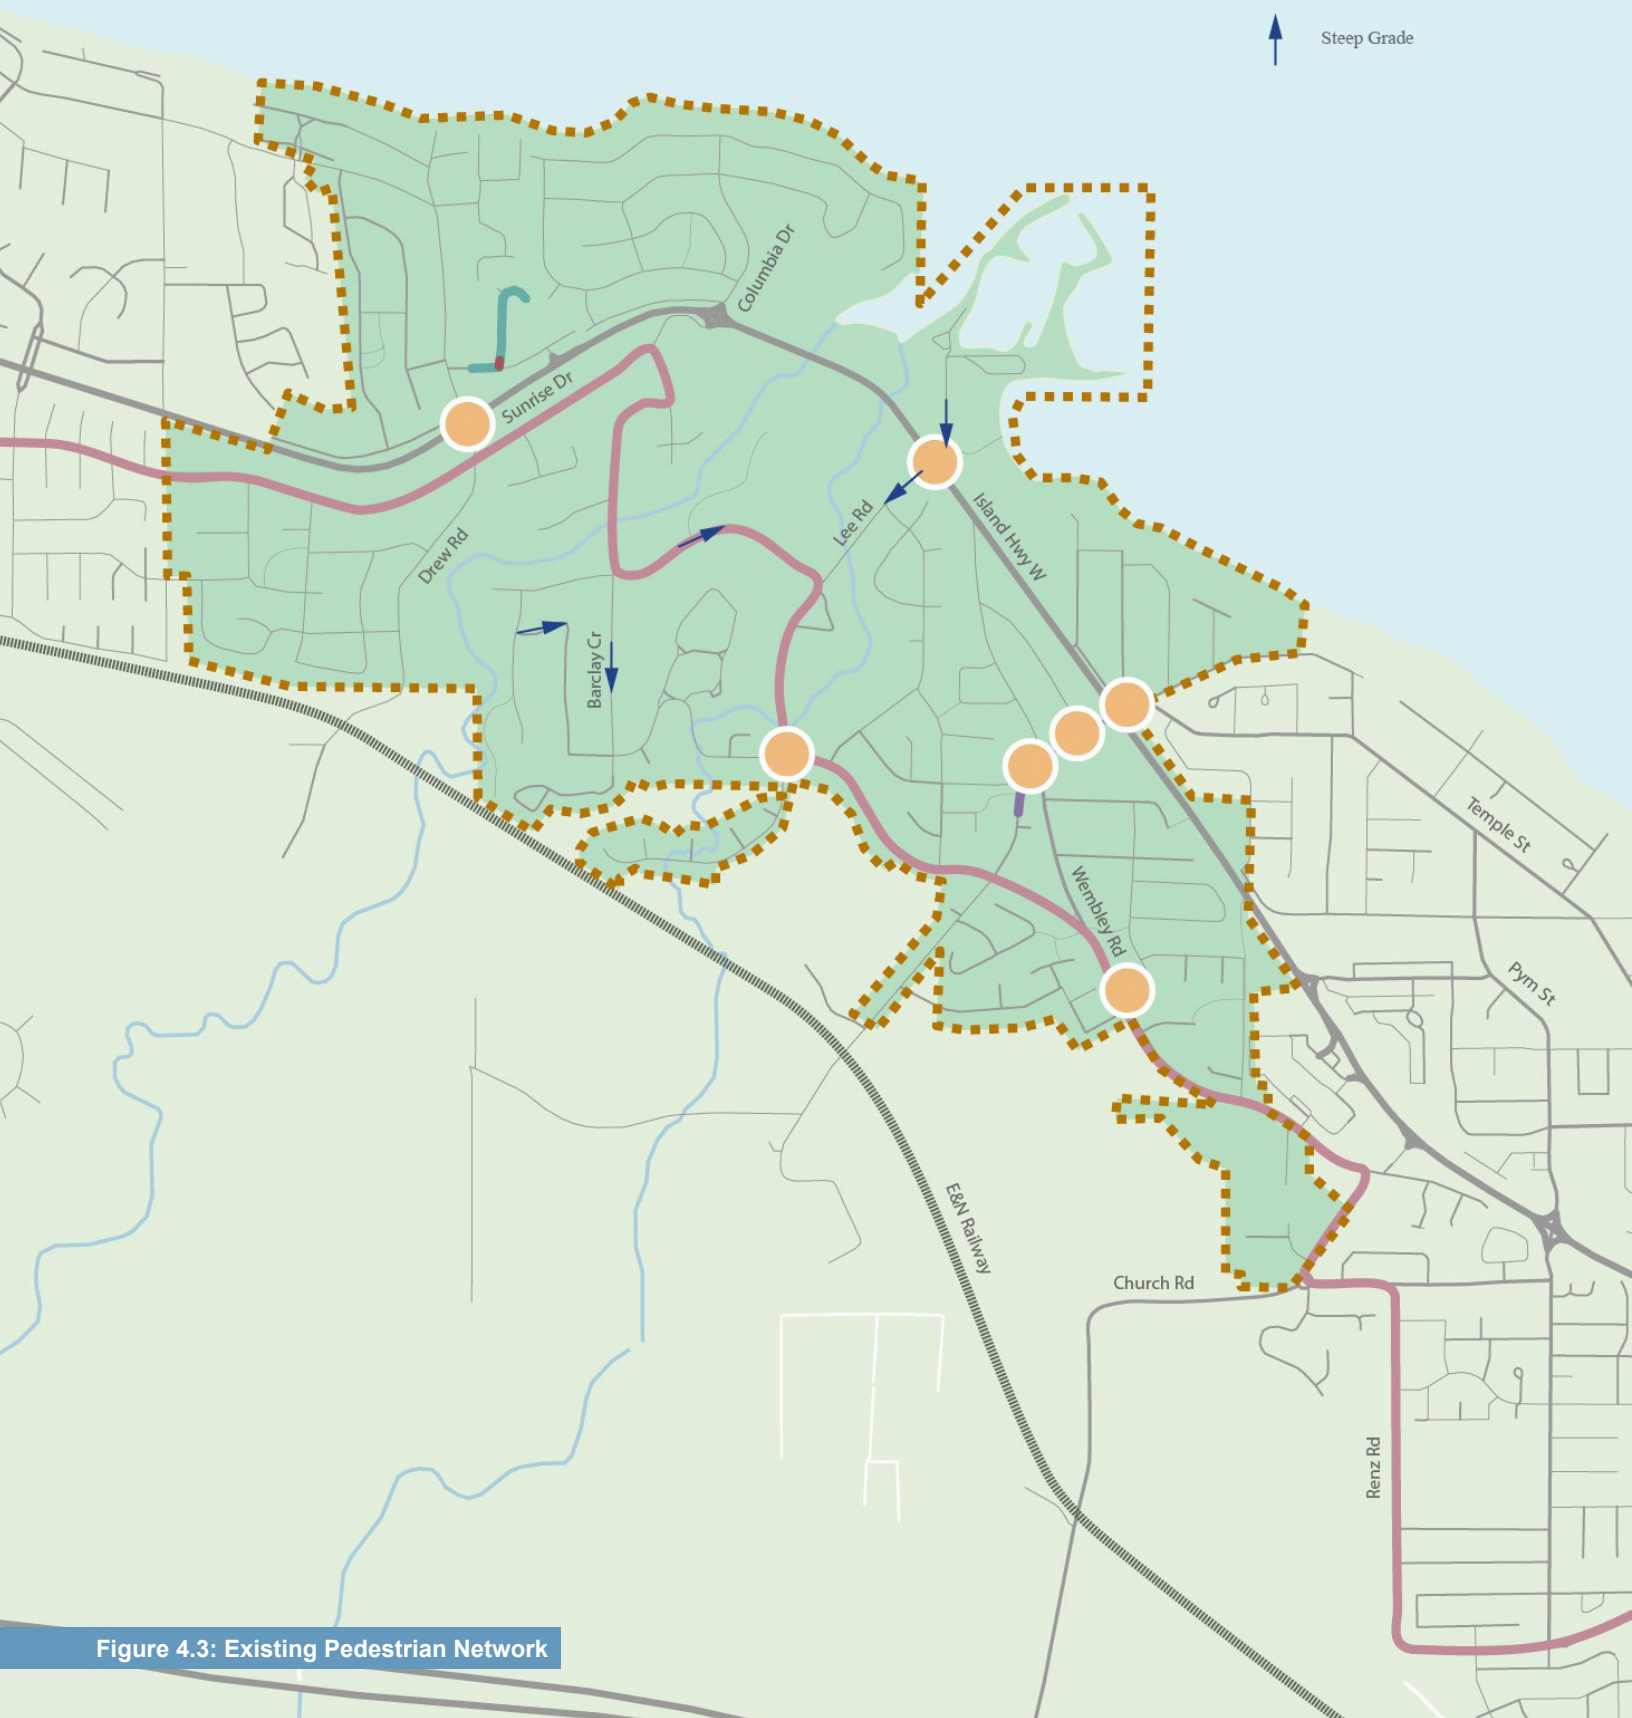 Steep Grade
Columbia Dr
Sunrise Dr
Island Hwy W
Lee Rd
Drew Rd
Barclay Cr
Temple St
Wembley Rd
Pym St
E&N Railway
Church Rd
Renz Rd
Figure 4.3: Existing Pedestrian Network